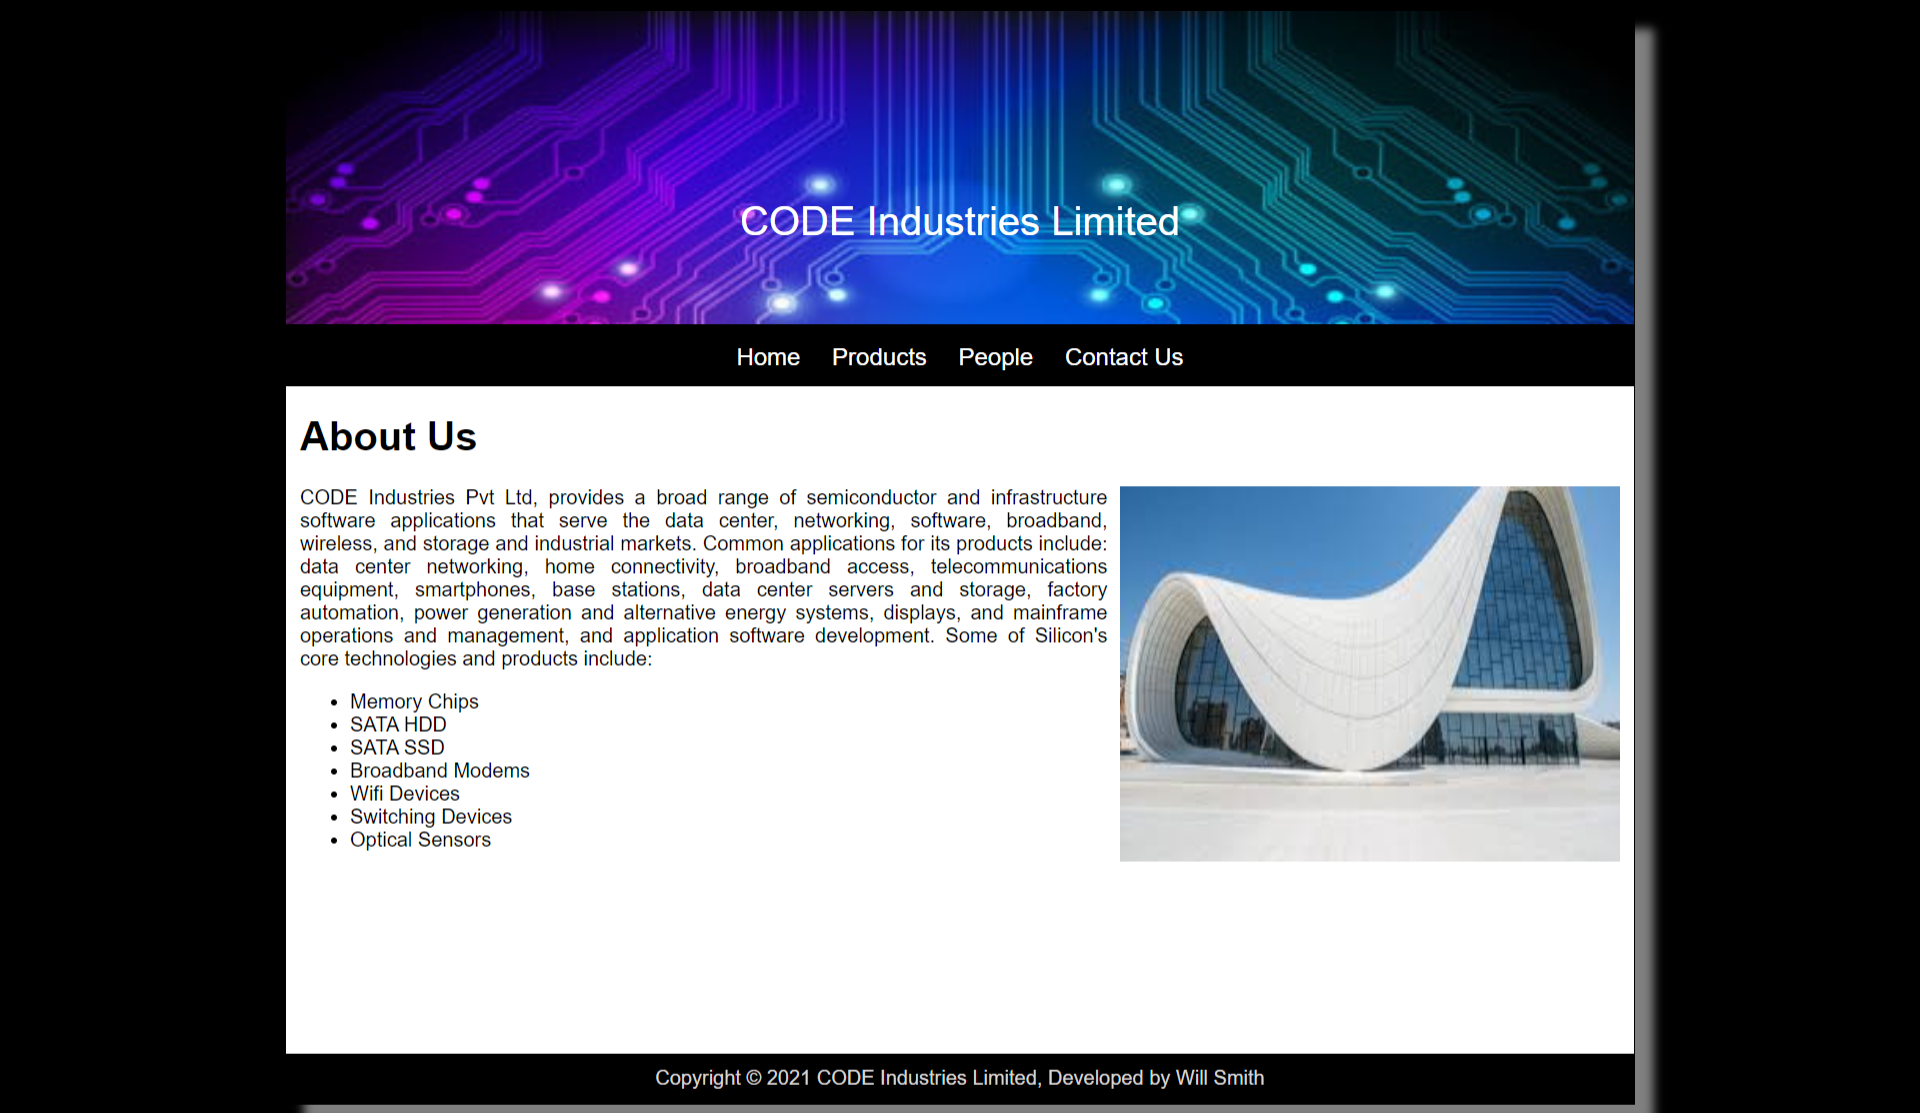 CODE Industries Limited
Home Products People Contact Us
About Us
CODE Industries Pvt Ltd, provides a broad range of semiconductor and infrastructure
software applications that serve the data center, networking, software, broadband,
wireless, and storage and industrial markets. Common applications for its products include:
data center networking, home connectivity, broadband access, telecommunications
equipment, smartphones, base stations, data center servers and storage, factory
automation, power generation and alternative energy systems, displays, and mainframe
operations and management, and application software development. Some of Silicon's
core technologies and products include:
• Memory Chips
• SATA HDD
• SATA SSD
• Broadband Modems
• Wifi Devices
• Switching Devices
• Optical Sensors
Copyright © 2021 CODE Industries Limited, Developed by Will Smith